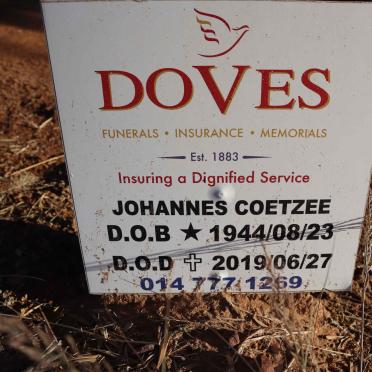 DOVES
FUNERALS • INSURANCE • MEMORIALS
Est. 1883
Insuring a Dignified Service
JOHANNES COETZEE
D.O.B ★ 1944/08/23
D.O.D ✝ 2019/06/27
014 777 1269